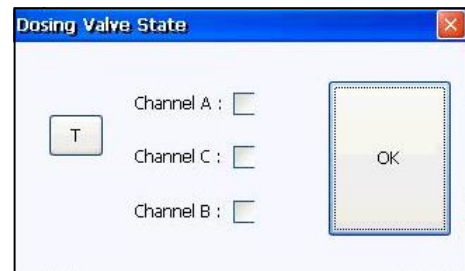 Dosing Valve State
Channel A :
T
Channel C :
OK
Channel B :